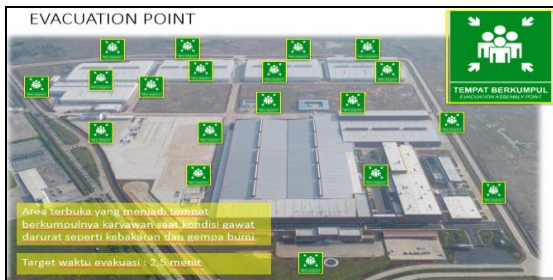 EVACUATION POINT
TEMPAT BERKUMPUL
EVACUATION ASSEMBLY POINT
Area terbuka yang menjadi tempat
berkumpulnya karyawan saat kondisi gawat
darurat seperti kebakaran dan gempa bumi.
Target waktu evakuasi : 2,5 menit